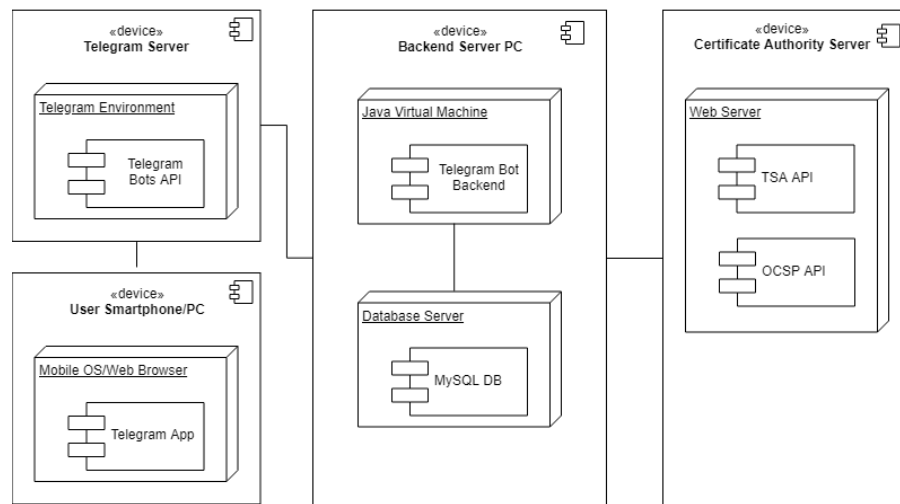 «device»
Telegram Server
Telegram Environment
Telegram
Bots API
«device»
User Smartphone/PC
Mobile OS/Web Browser
Telegram App
«device»
Backend Server PC
Java Virtual Machine
Telegram Bot
Backend
Database Server
MySQL DB
«device»
Certificate Authority Server
Web Server
TSA API
OCSP API